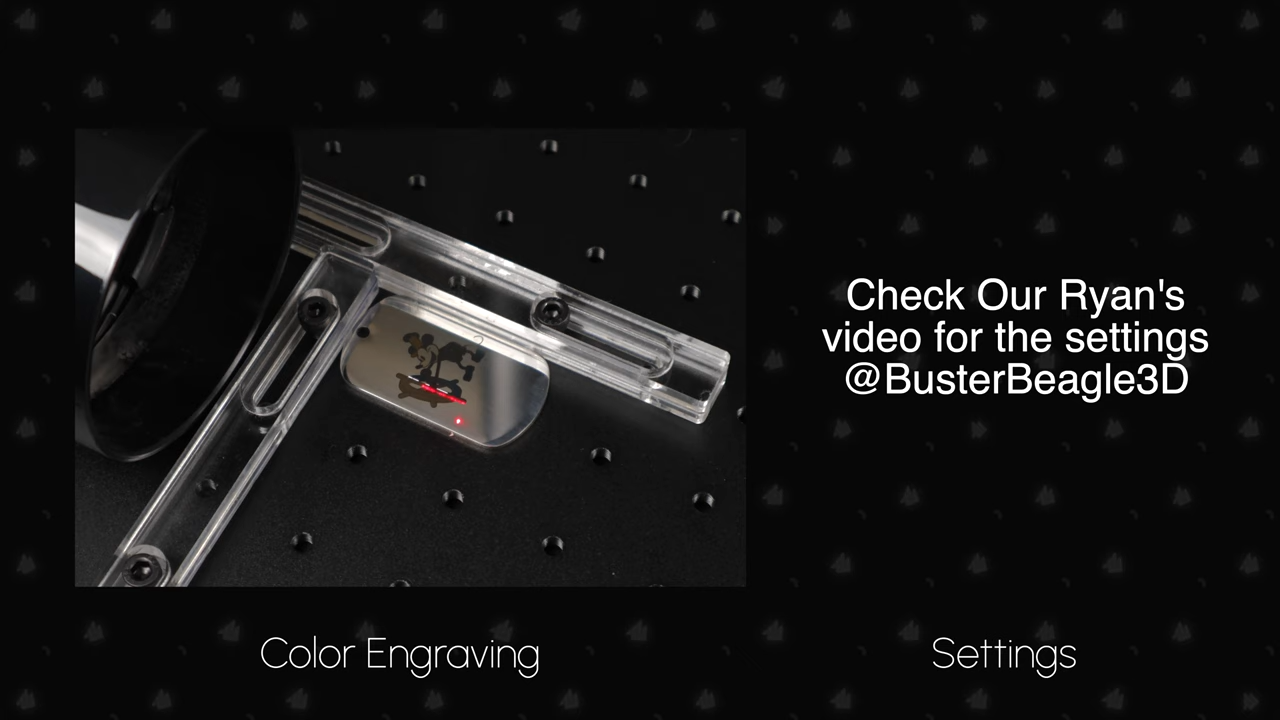 Check Our Ryan's
video for the settings
@BusterBeagle3D
Color Engraving
Settings